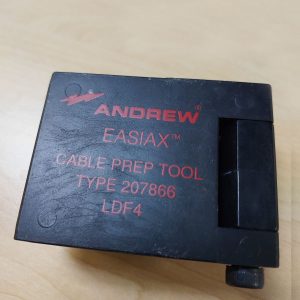 ANDREW®
EASIAX™
CABLE PREP TOOL
TYPE 207866
LDF4